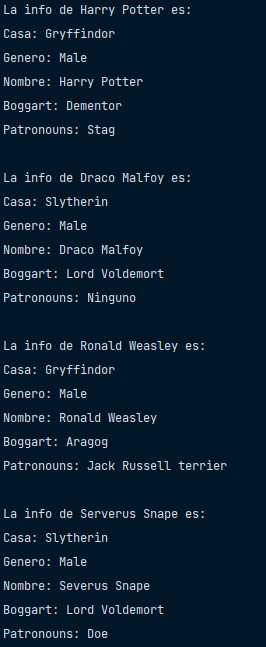 La info de Harry Potter es:
Casa: Gryffindor
Genero: Male
Nombre: Harry Potter
Boggart: Dementor
Patronouns: Stag
La info de Draco Malfoy es:
Casa: Slytherin
Genero: Male
Nombre: Draco Malfoy
Boggart: Lord Voldemort
Patronouns: Ninguno
La info de Ronald Weasley es:
Casa: Gryffindor
Genero: Male
Nombre: Ronald Weasley
Boggart: Aragog
Patronouns: Jack Russell terrier
La info de Serverus Snape es:
Casa: Slytherin
Genero: Male
Nombre: Severus Snape
Boggart: Lord Voldemort
Patronouns: Doe